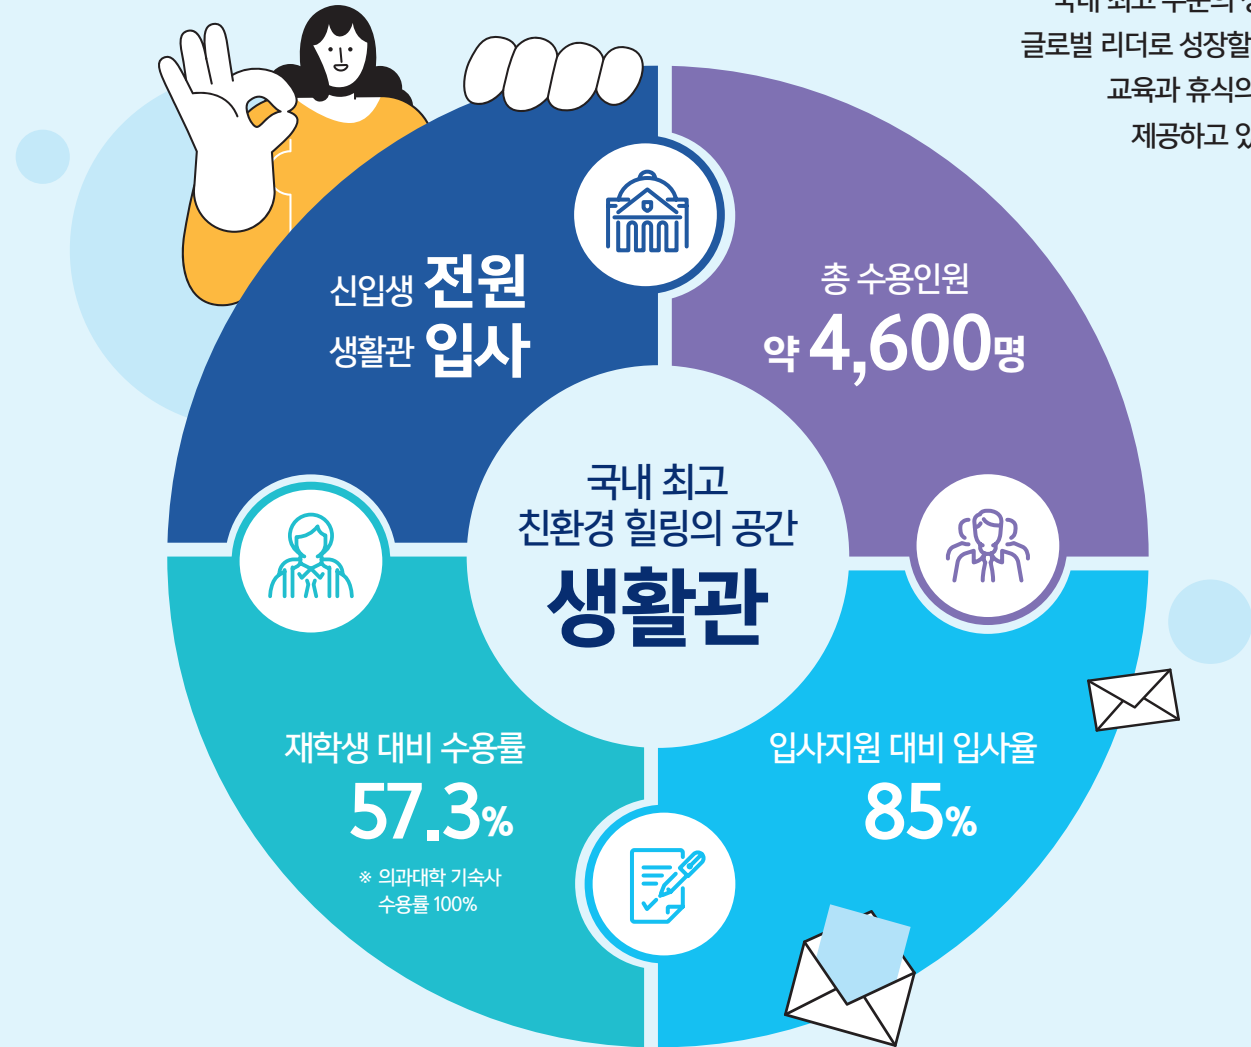 글로벌 리더로 성장할
교육과 휴식의
제공하고
신입생 전원
생활관 입사
총 수용인원
약 4,600명
국내 최고
친환경 힐링의 공간
생활관
재학생 대비 수용률
57.3%
※ 의과대학 기숙사
수용률 100%
입사지원 대비 입사율
85%